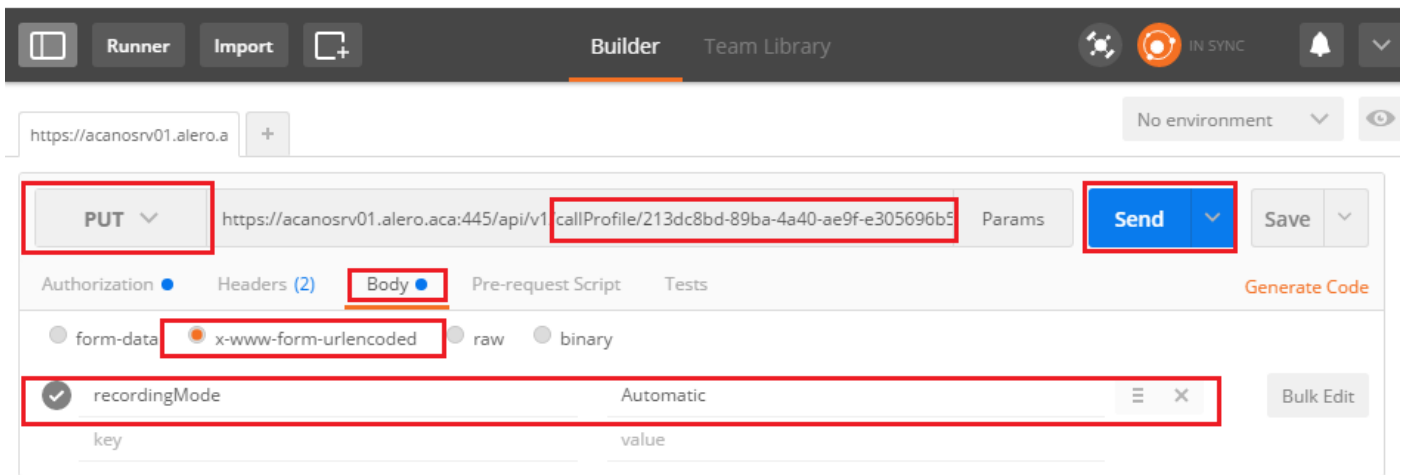 Runner Import Builder Team Library IN SYNC
No environment
https://acanosrv01.alero.a +
PUT https://acanosrv01.alero.aca:445/api/v1/callProfile/213dc8bd-89ba-4a40-ae9f-e305696b5 Params Send Save
Authorization Headers (2) Body Pre-request Script Tests Generate Code
form-data x-www-form-urlencoded raw binary
recordingMode Automatic Bulk Edit
key value